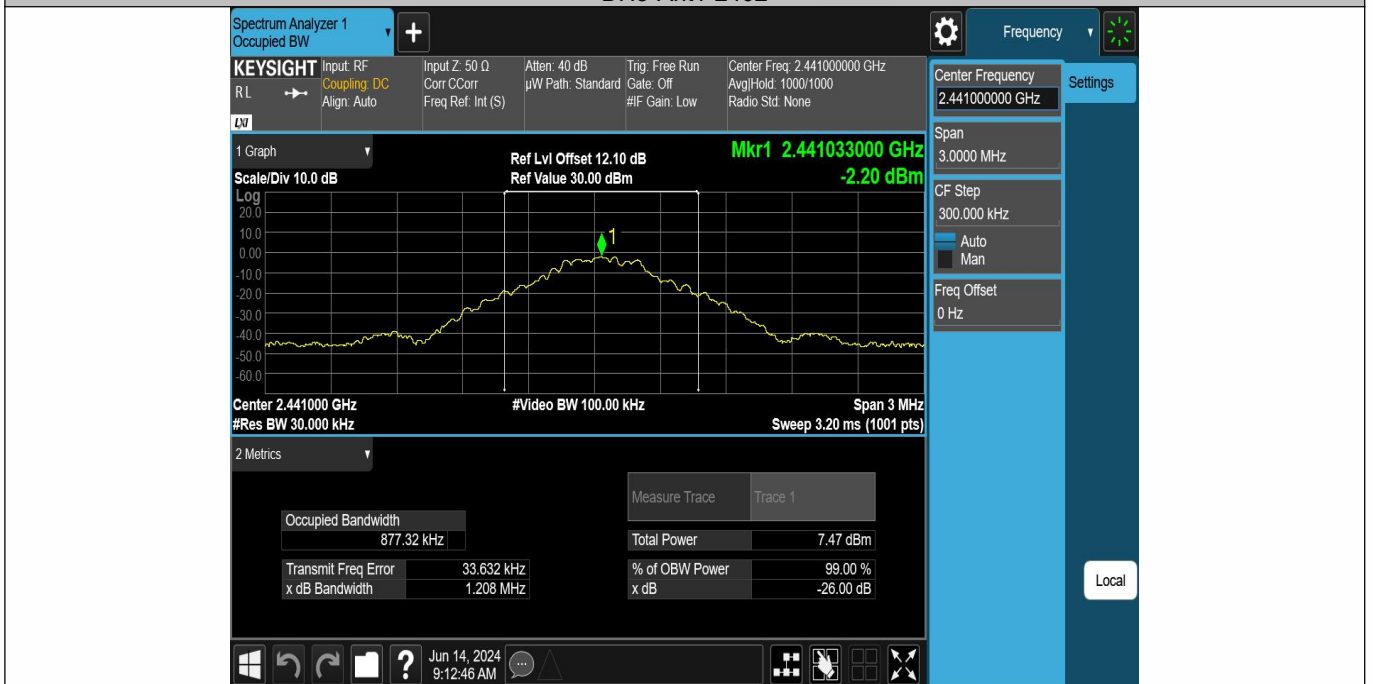 Spectrum Analyzer 1
Occupied BW
Frequency
KEYSIGHT
R L
LXI
Input: RF
Coupling: DC
Align: Auto
Input Z: 50 Ω
Corr CCorr
Freq Ref: Int (S)
Atten: 40 dB
µW Path: Standard
Trig: Free Run
Gate: Off
#IF Gain: Low
Center Freq: 2.441000000 GHz
Avg|Hold: 1000/1000
Radio Std: None
Center Frequency
2.441000000 GHz
Settings
Span
3.0000 MHz
CF Step
300.000 kHz
Auto
Man
Freq Offset
0 Hz
Local
1 Graph
Scale/Div 10.0 dB
Ref Lvl Offset 12.10 dB
Ref Value 30.00 dBm
Mkr1 2.441033000 GHz
-2.20 dBm
Log
20.0
10.0
0.00
-10.0
-20.0
-30.0
-40.0
-50.0
-60.0
1
Center 2.441000 GHz
#Res BW 30.000 kHz
#Video BW 100.00 kHz
Span 3 MHz
Sweep 3.20 ms (1001 pts)
2 Metrics
Measure Trace Trace 1
Occupied Bandwidth
877.32 kHz
Total Power 7.47 dBm
Transmit Freq Error 33.632 kHz
% of OBW Power 99.00 %
x dB Bandwidth 1.208 MHz
x dB -26.00 dB
Jun 14, 2024
9:12:46 AM